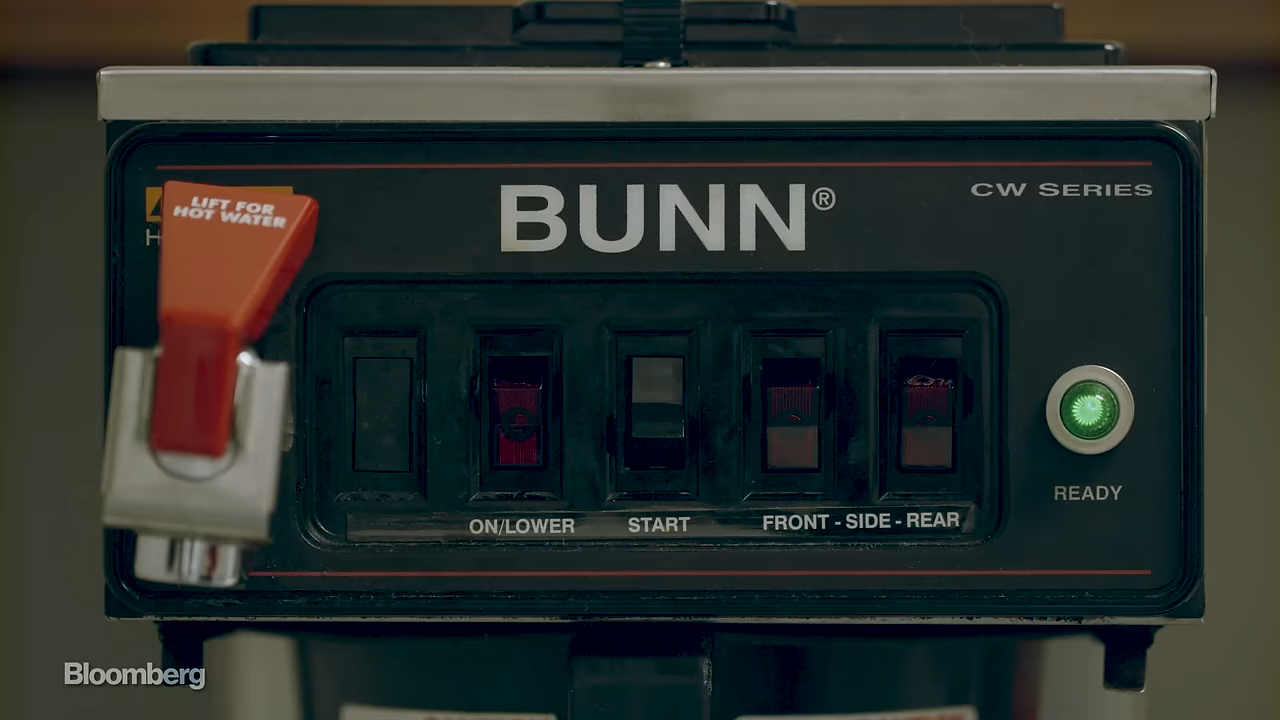 BUNN®
CW SERIES
LIFT FOR
HOT WATER
ON/LOWER
START
FRONT - SIDE - REAR
READY
Bloomberg